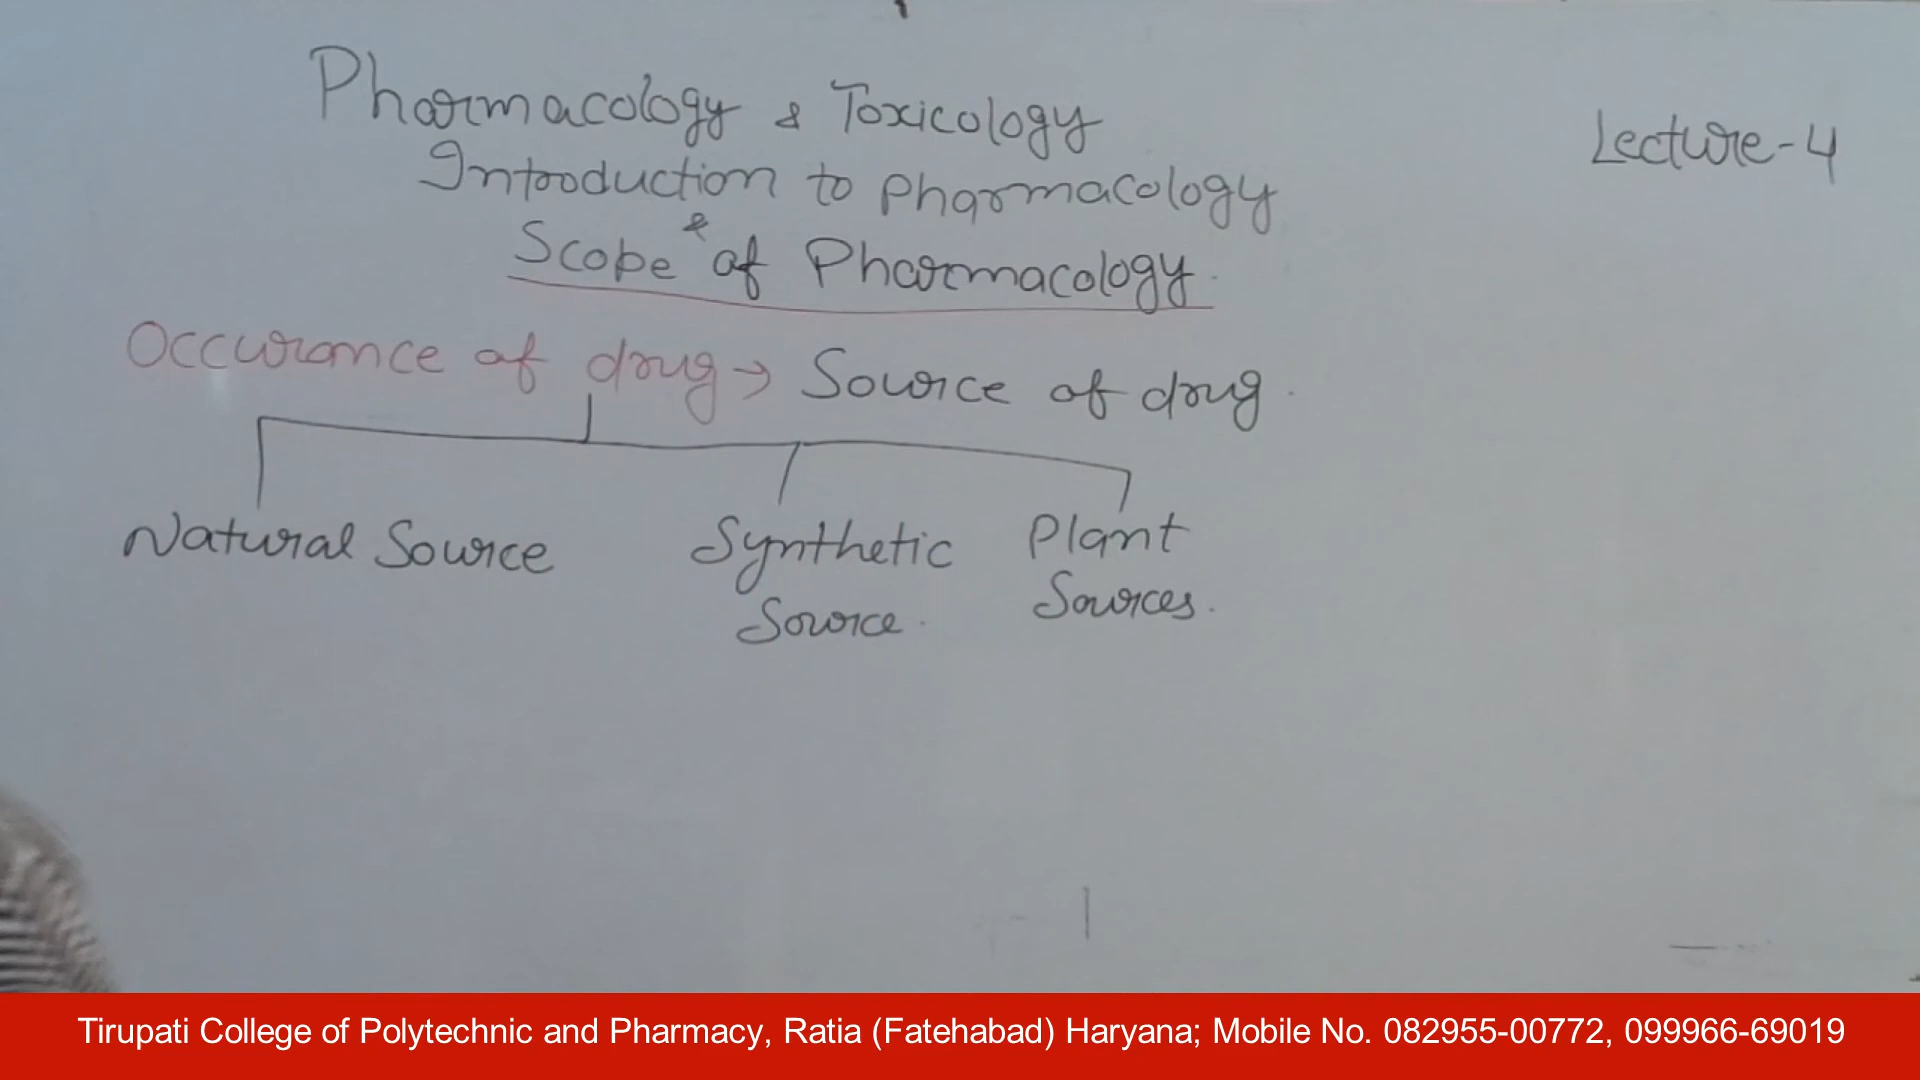 Pharmacology & Toxicology
Lecture-4
Introduction to Pharmacology
&
Scope of Pharmacology.
Occurance of drug → Source of drug.
Natural Source
Synthetic Source.
Plant Sources.
Tirupati College of Polytechnic and Pharmacy, Ratia (Fatehabad) Haryana; Mobile No. 082955-00772, 099966-69019